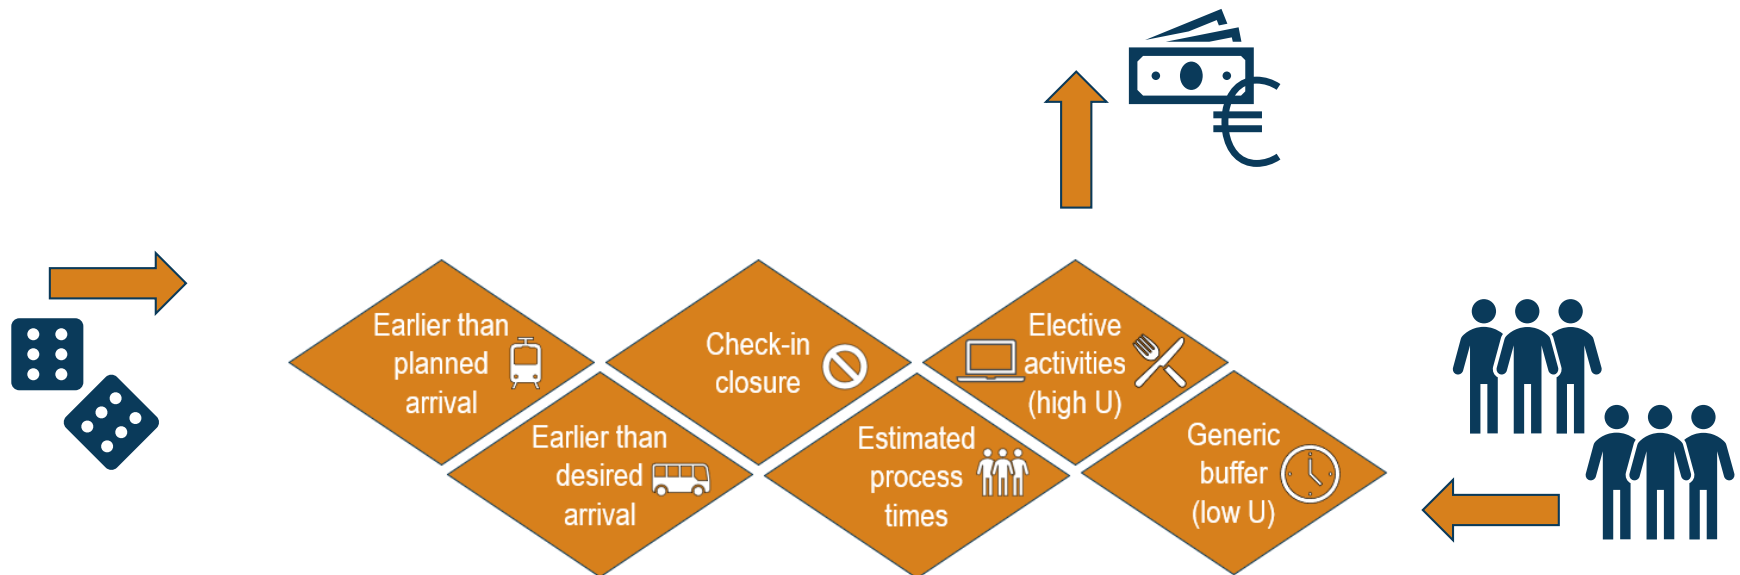 Earlier than
planned
arrival
Earlier than
desired
arrival
Check-in
closure
Estimated
process
times
Elective
activities
(high U)
Generic
buffer
(low U)